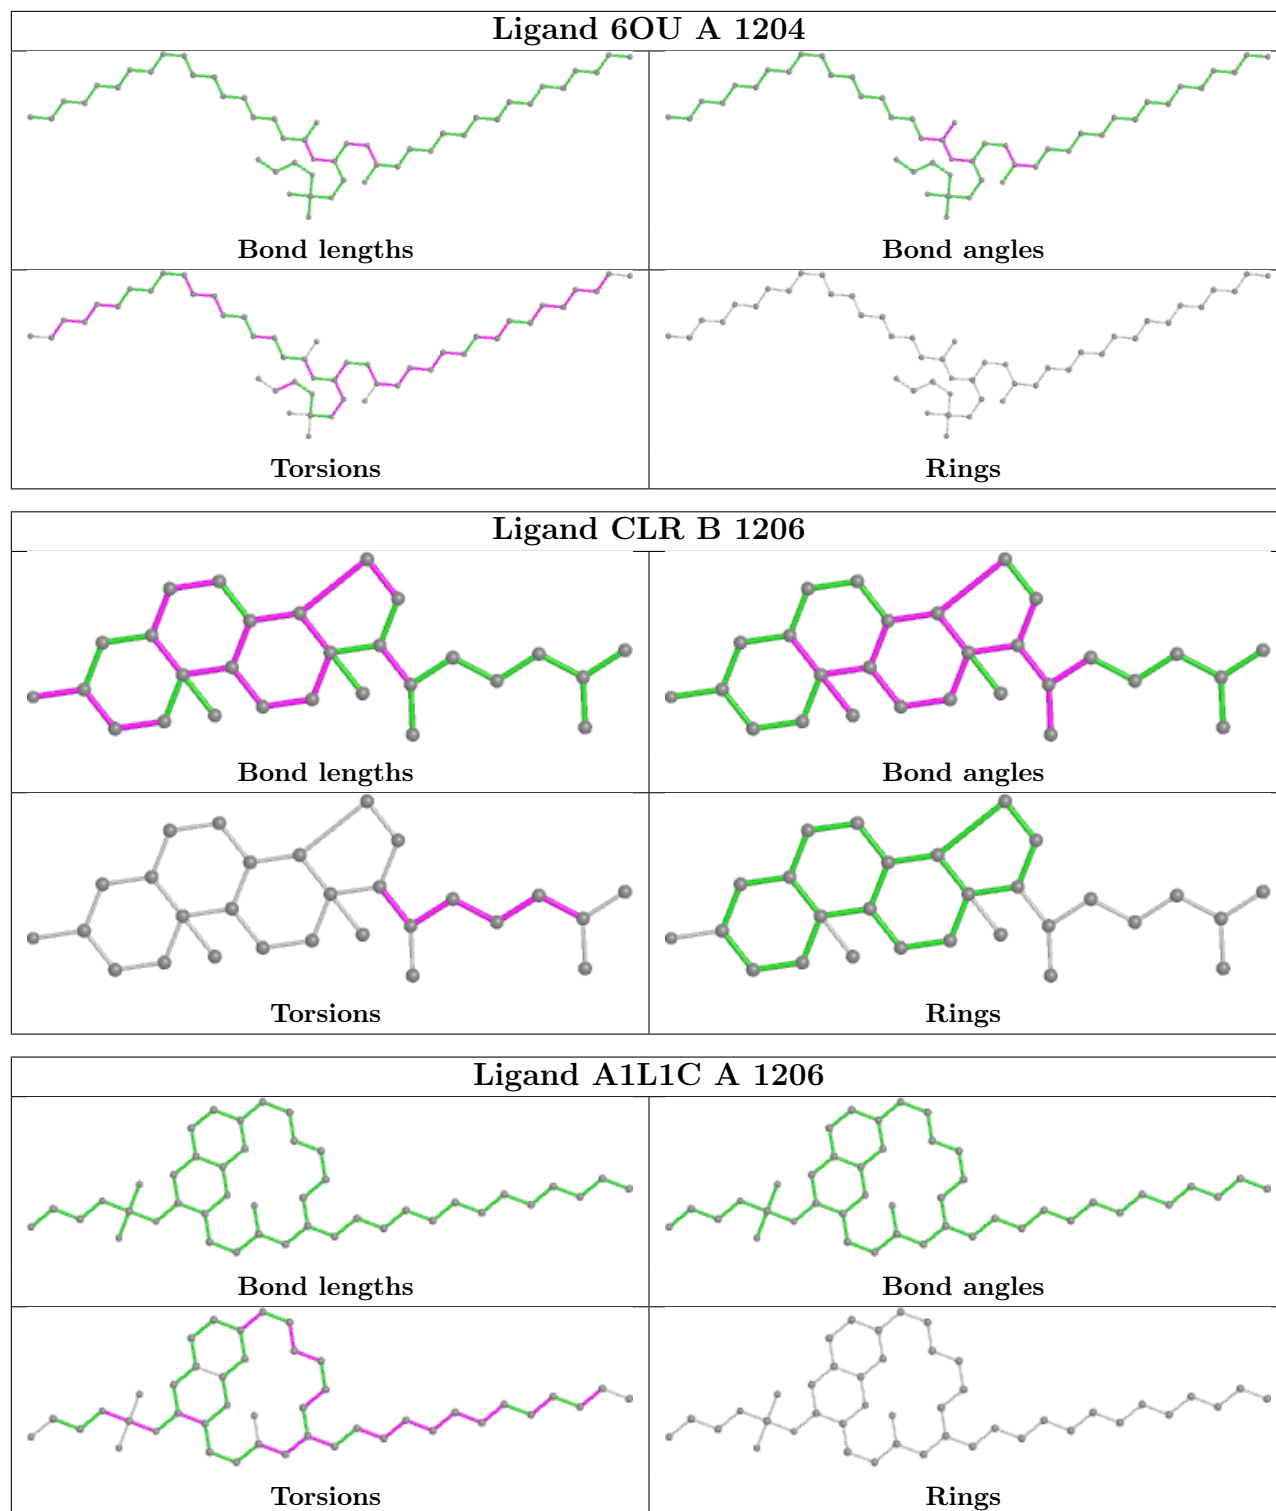 Ligand 6OU A 1204
Bond lengths
Bond angles
Torsions
Rings
Ligand CLR B 1206
Bond lengths
Bond angles
Torsions
Rings
Ligand A1L1C A 1206
Bond lengths
Bond angles
Torsions
Rings